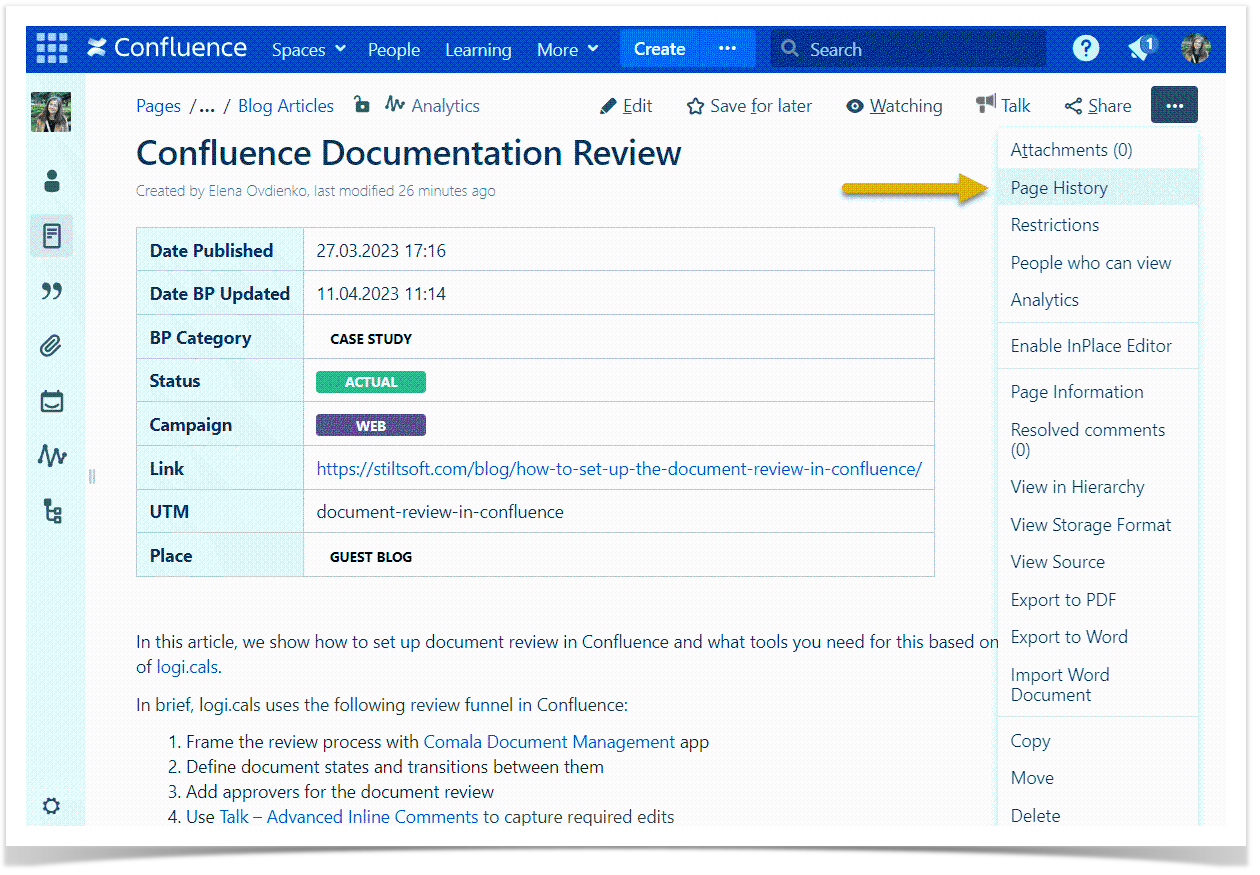 Confluence Spaces People Learning More Create ••• Search ? 1
Pages / ... / Blog Articles Analytics Edit Save for later Watching Talk Share •••
Confluence Documentation Review
Created by Elena Ovdienko, last modified 26 minutes ago
Date Published 27.03.2023 17:16
Date BP Updated 11.04.2023 11:14
BP Category CASE STUDY
Status ACTUAL
Campaign WEB
Link https://stiltsoft.com/blog/how-to-set-up-the-document-review-in-confluence/
UTM document-review-in-confluence
Place GUEST BLOG
In this article, we show how to set up document review in Confluence and what tools you need for this based on
of logi.cals.
In brief, logi.cals uses the following review funnel in Confluence:
1. Frame the review process with Comala Document Management app
2. Define document states and transitions between them
3. Add approvers for the document review
4. Use Talk – Advanced Inline Comments to capture required edits
Attachments (0)
Page History
Restrictions
People who can view
Analytics
Enable InPlace Editor
Page Information
Resolved comments
(0)
View in Hierarchy
View Storage Format
View Source
Export to PDF
Export to Word
Import Word
Document
Copy
Move
Delete